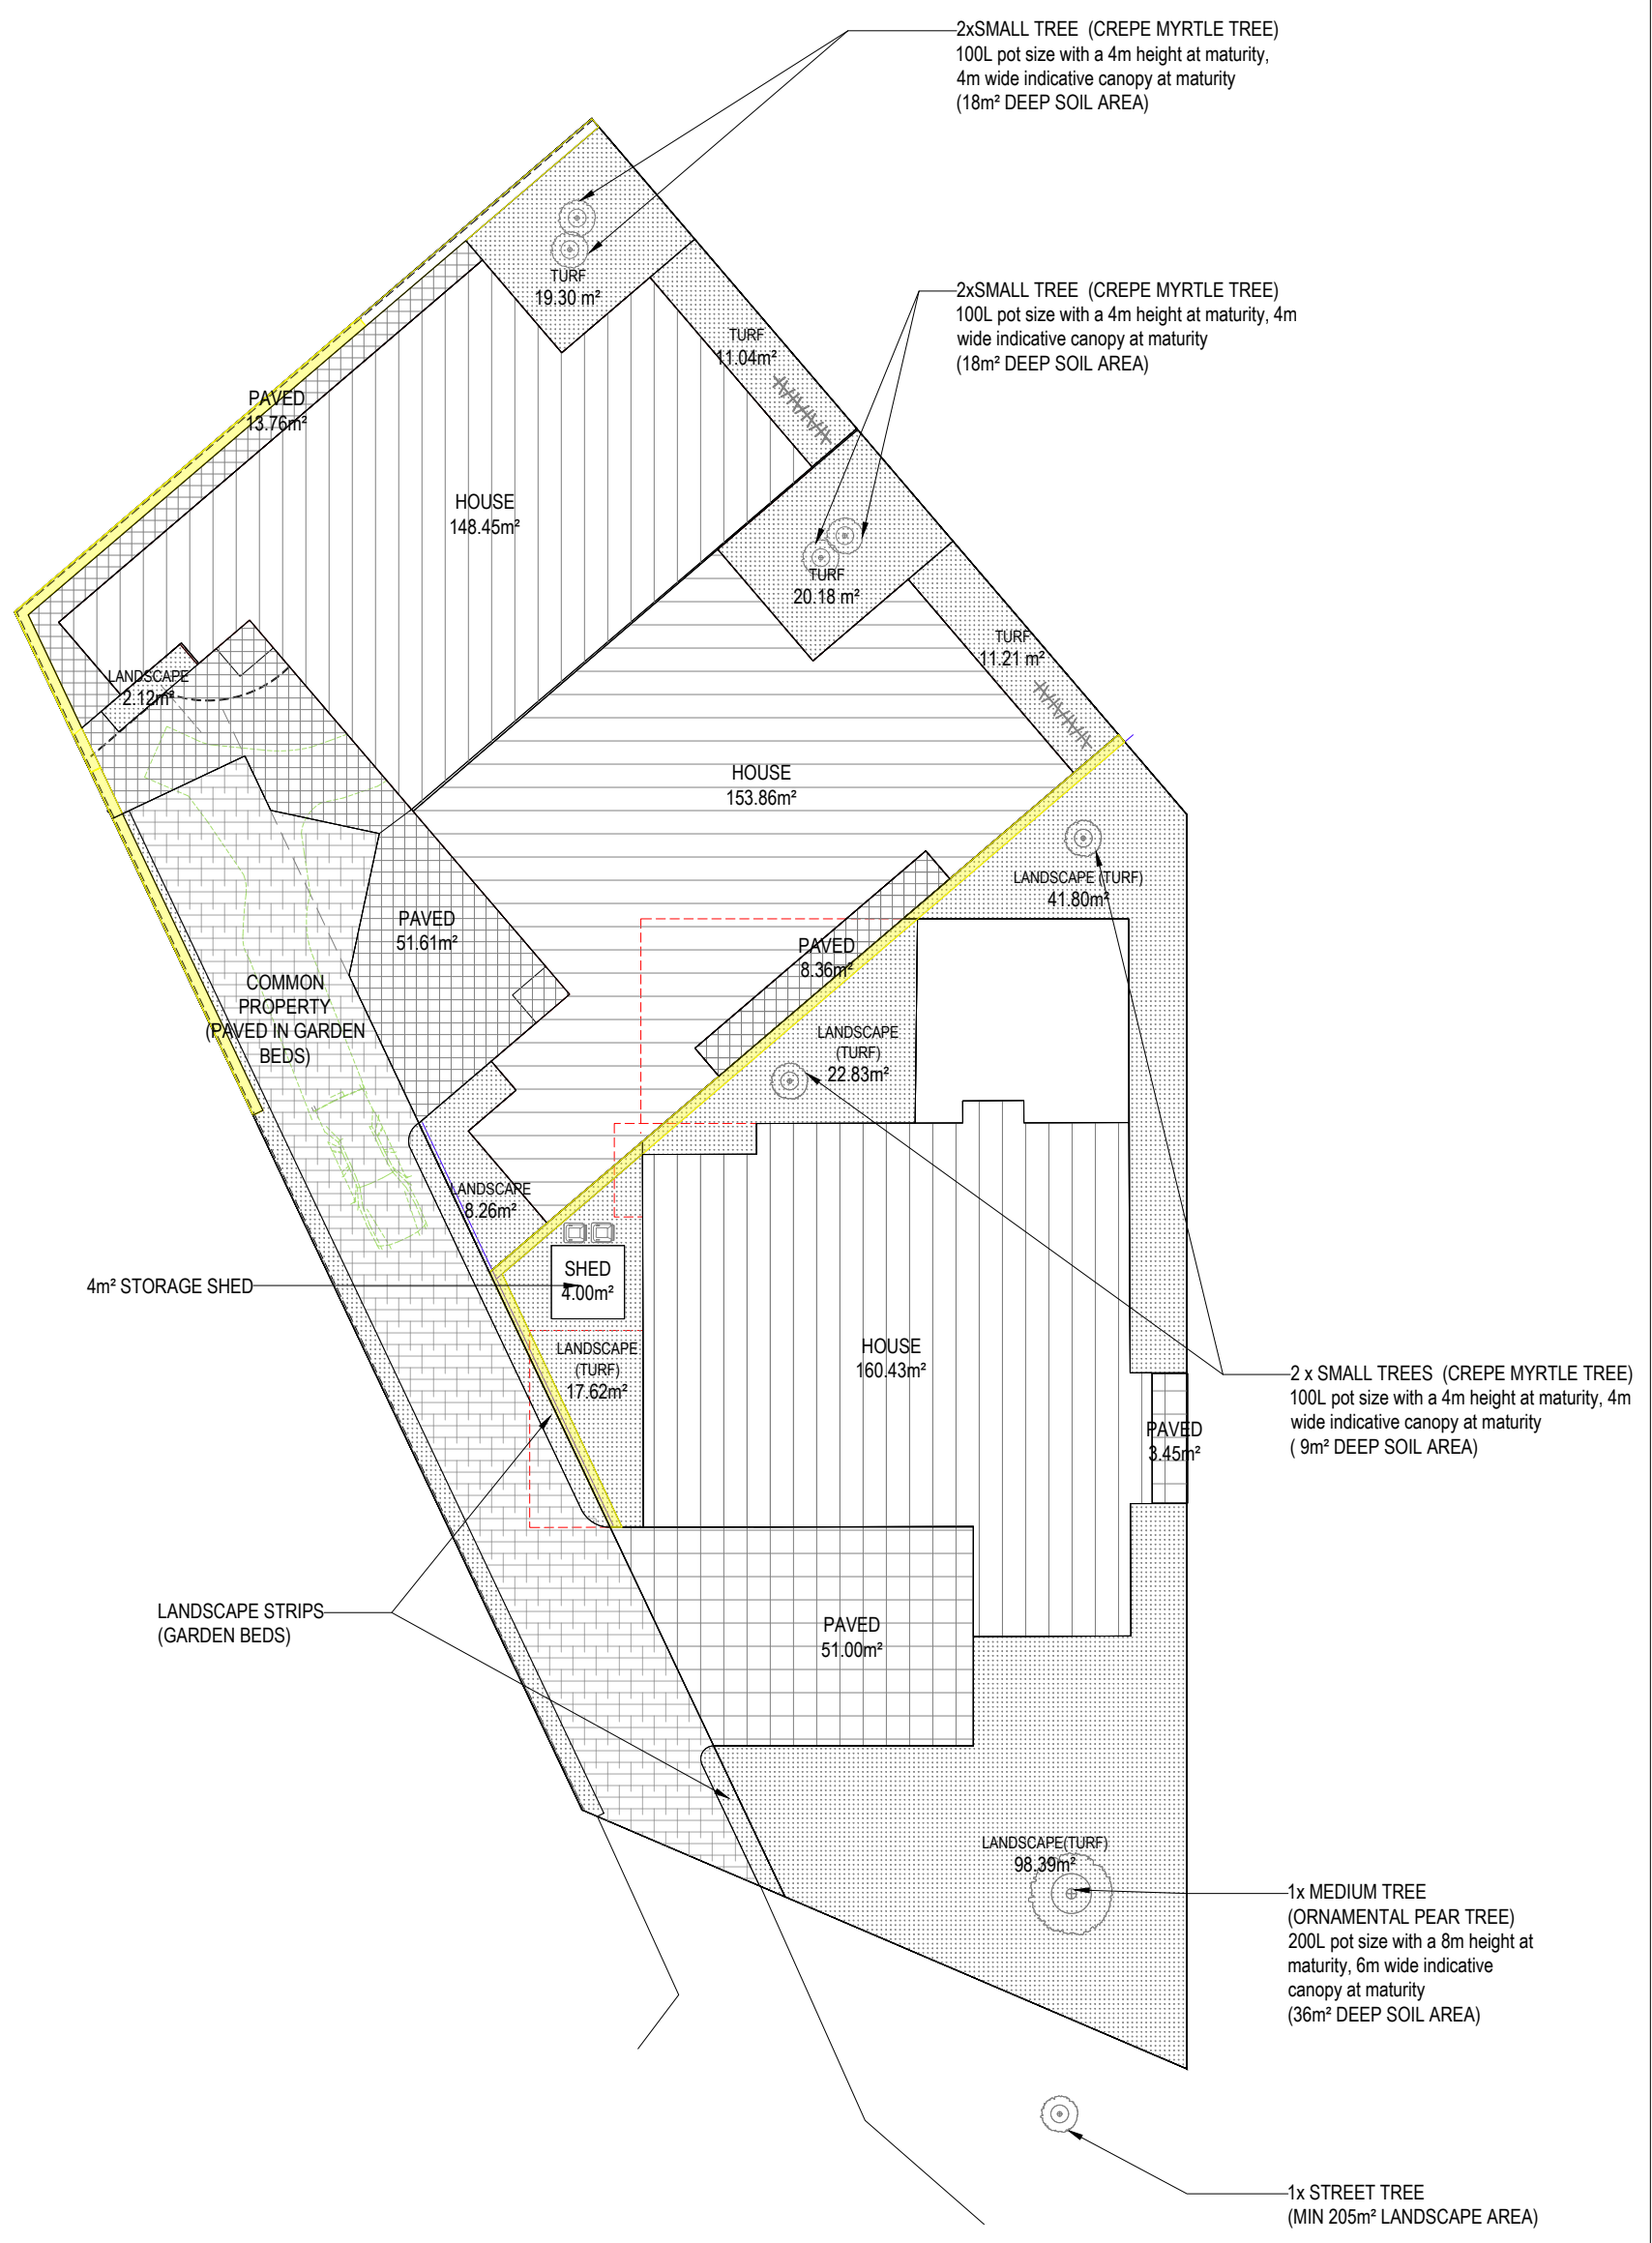 2xSMALL TREE (CREPE MYRTLE TREE)
100L pot size with a 4m height at maturity,
4m wide indicative canopy at maturity
(18m² DEEP SOIL AREA)
TURF
19.30 m²
2xSMALL TREE (CREPE MYRTLE TREE)
100L pot size with a 4m height at maturity, 4m
wide indicative canopy at maturity
(18m² DEEP SOIL AREA)
TURF
11.04m²
PAVED
13.76m²
HOUSE
148.45m²
TURF
20.18 m²
TURF
11.21 m²
LANDSCAPE
2.12m²
HOUSE
153.86m²
LANDSCAPE (TURF)
41.80m²
PAVED
51.61m²
PAVED
8.36m²
COMMON
PROPERTY
(PAVED IN GARDEN
BEDS)
LANDSCAPE
(TURF)
22.83m²
LANDSCAPE
8.26m²
4m² STORAGE SHED
SHED
4.00m²
LANDSCAPE
(TURF)
17.62m²
HOUSE
160.43m²
2 x SMALL TREES (CREPE MYRTLE TREE)
100L pot size with a 4m height at maturity, 4m
wide indicative canopy at maturity
( 9m² DEEP SOIL AREA)
PAVED
3.45m²
LANDSCAPE STRIPS
(GARDEN BEDS)
PAVED
51.00m²
LANDSCAPE(TURF)
98.39m²
1x MEDIUM TREE
(ORNAMENTAL PEAR TREE)
200L pot size with a 8m height at
maturity, 6m wide indicative
canopy at maturity
(36m² DEEP SOIL AREA)
1x STREET TREE
(MIN 205m² LANDSCAPE AREA)